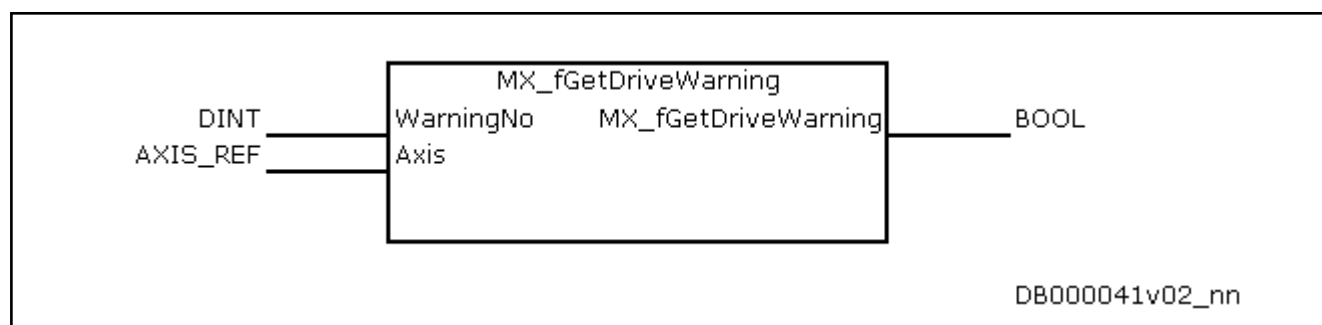 MX_fGetDriveWarning
DINT WarningNo MX_fGetDriveWarning BOOL
AXIS_REF Axis
DB000041v02_nn